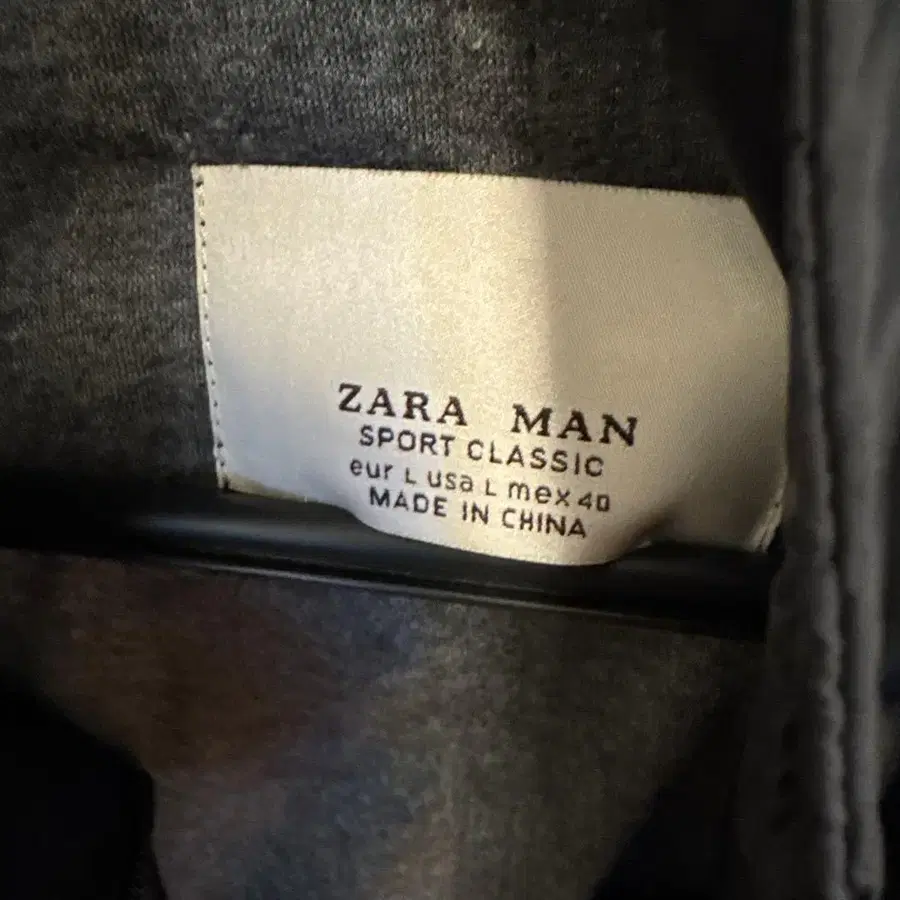 ZARA MAN
SPORT CLASSIC
eur L usa L mex 40
MADE IN CHINA